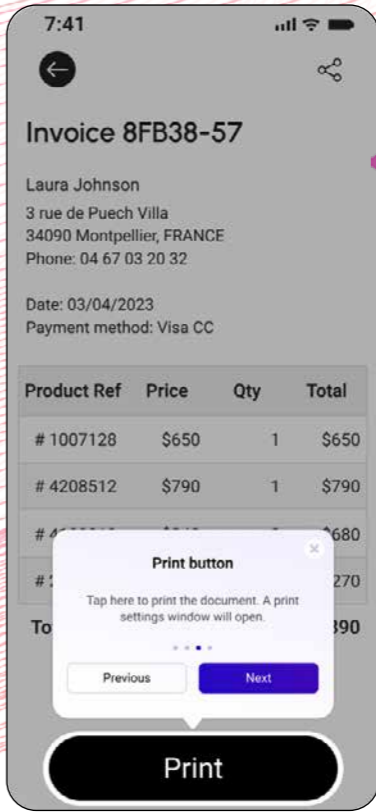 7:41
Invoice 8FB38-57
Laura Johnson
3 rue de Puech Villa
34090 Montpellier, FRANCE
Phone: 04 67 03 20 32
Date: 03/04/2023
Payment method: Visa CC
Product Ref Price Qty Total
# 1007128 $650 1 $650
# 4208512 $790 1 $790
Print button
Tap here to print the document. A print
settings window will open.
Previous Next
Print